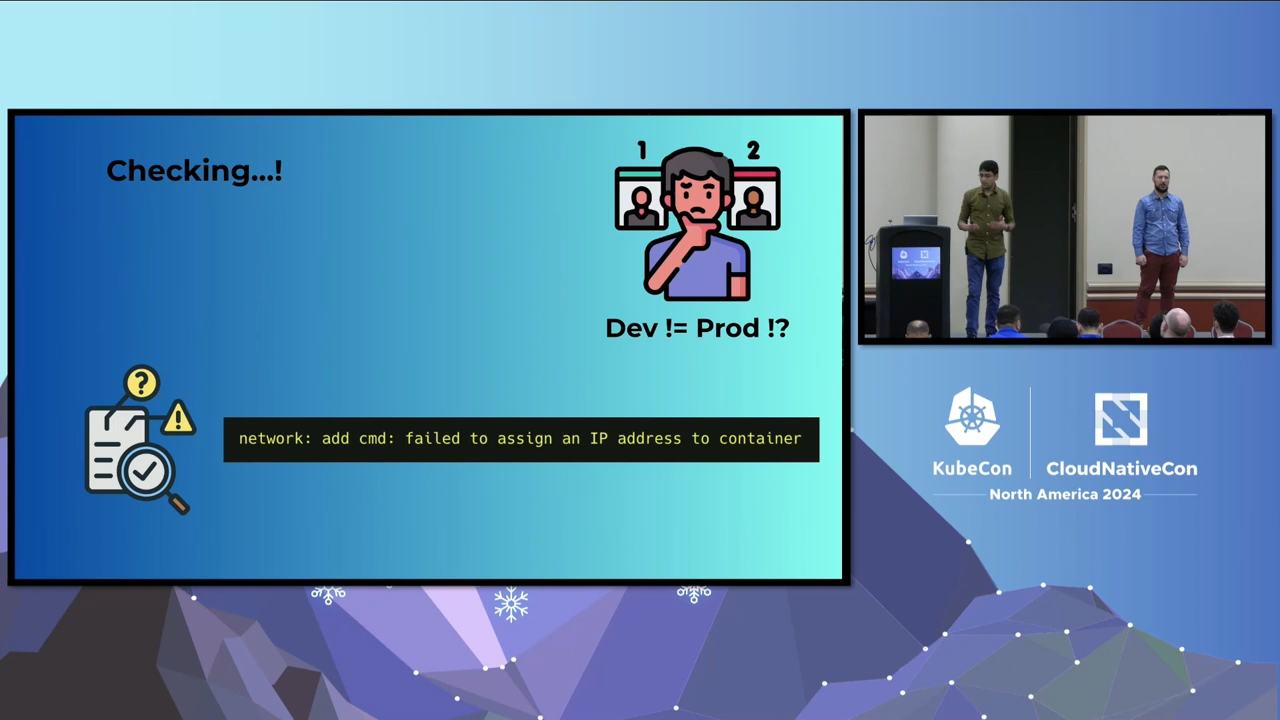 Checking...!
1
2
Dev != Prod !?
?
!
network: add cmd: failed to assign an IP address to container
KubeCon
CloudNativeCon
North America 2024